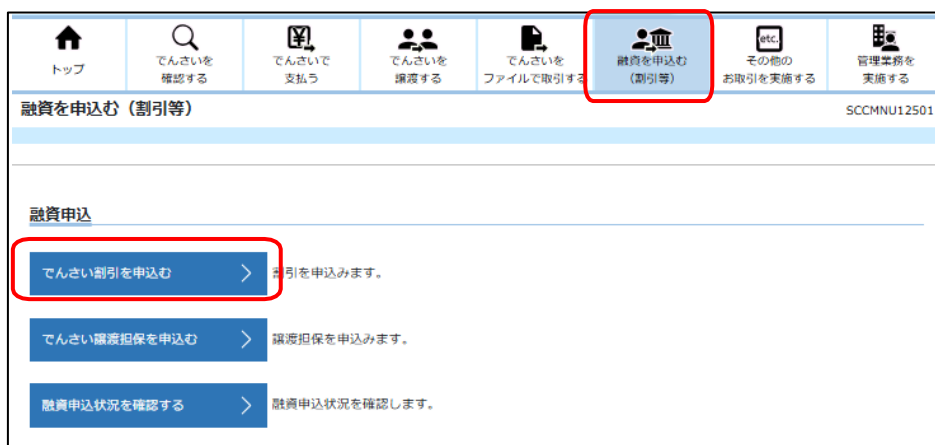 トップ
でんさいを
確認する
でんさいで
支払う
でんさいを
譲渡する
でんさいを
ファイルで取引する
融資を申込む
(割引等)
etc.
その他の
お取引を実施する
管理業務を
実施する
融資を申込む(割引等)
SCCMNU12501
融資申込
でんさい割引を申込む
割引を申込みます。
でんさい譲渡担保を申込む
譲渡担保を申込みます。
融資申込状況を確認する
融資申込状況を確認します。